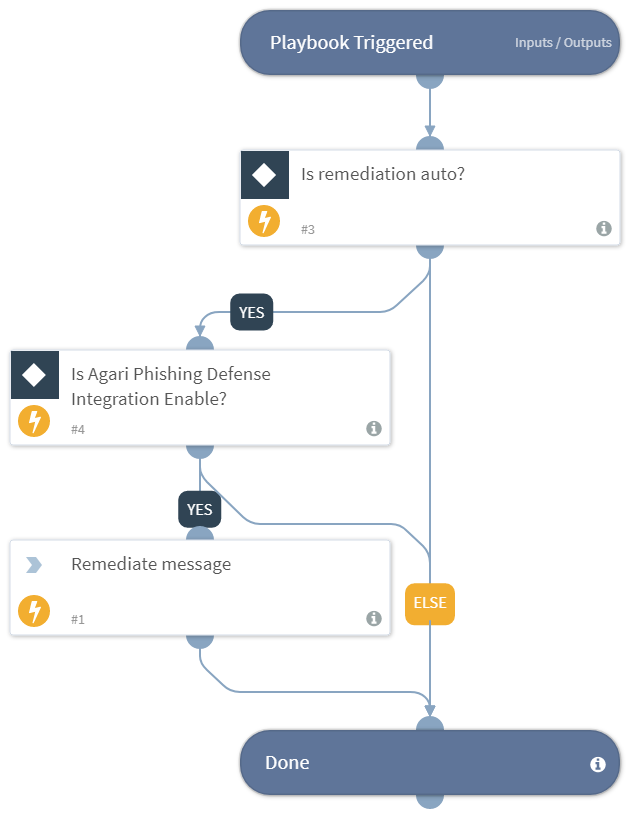 Playbook Triggered
Inputs / Outputs
Is remediation auto?
#3
YES
Is Agari Phishing Defense
Integration Enable?
#4
YES
Remediate message
#1
ELSE
Done